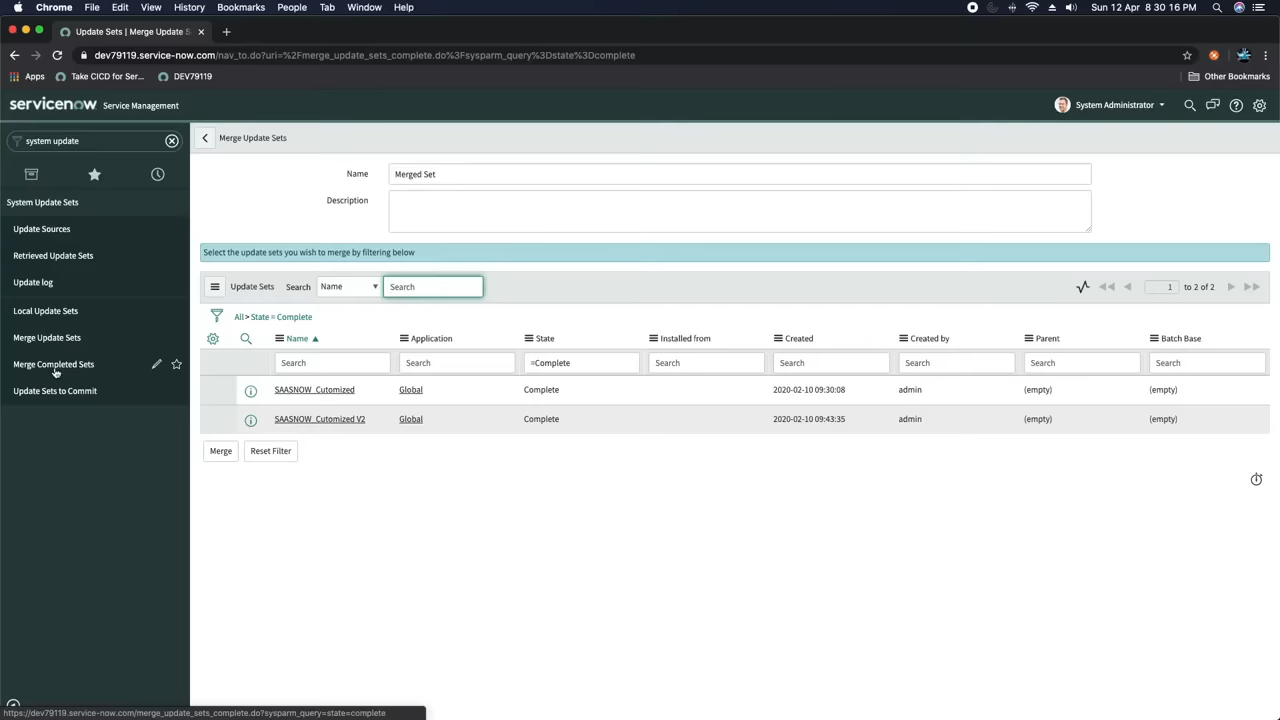 Chrome File Edit View History Bookmarks People Tab Window Help
Sun 12 Apr 8 30 16 PM
Update Sets | Merge Update S
dev79119.service-now.com/nav_to.do?uri=%2Fmerge_update_sets_complete.do%3Fsysparm_query%3Dstate%3Dcomplete
Apps Take CICD for Ser... DEV79119 Other Bookmarks
servicenow Service Management System Administrator
system update
System Update Sets
Update Sources
Retrieved Update Sets
Update log
Local Update Sets
Merge Update Sets
Merge Completed Sets
Update Sets to Commit
Merge Update Sets
Name Merged Set
Description
Select the update sets you wish to merge by filtering below
Update Sets Search Name Search 1 to 2 of 2
All > State = Complete
Name Application State Installed from Created Created by Parent Batch Base
Search Search =Complete Search Search Search Search Search
SAASNOW_Cutomized Global Complete 2020-02-10 09:30:08 admin (empty) (empty)
SAASNOW_Cutomized V2 Global Complete 2020-02-10 09:43:35 admin (empty) (empty)
Merge Reset Filter
https://dev79119.service-now.com/merge_update_sets_complete.do?sysparm_query=state=complete